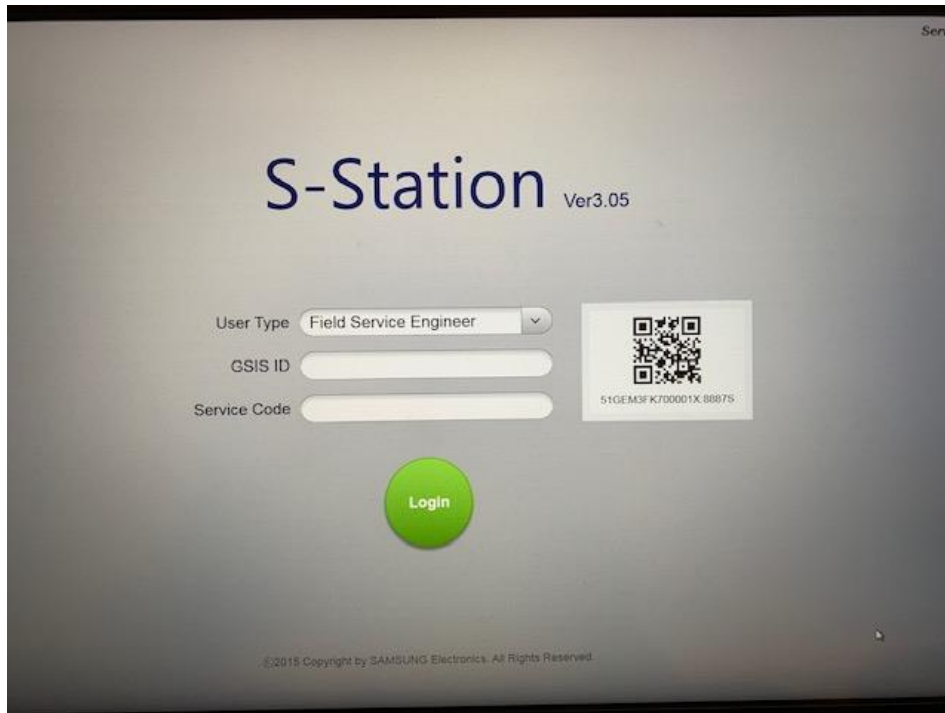 Ser
S-Station Ver3.05
User Type Field Service Engineer
GSIS ID
Service Code
51GEM3FK700001X:8887S
Login
©2015 Copyright by SAMSUNG Electronics. All Rights Reserved.